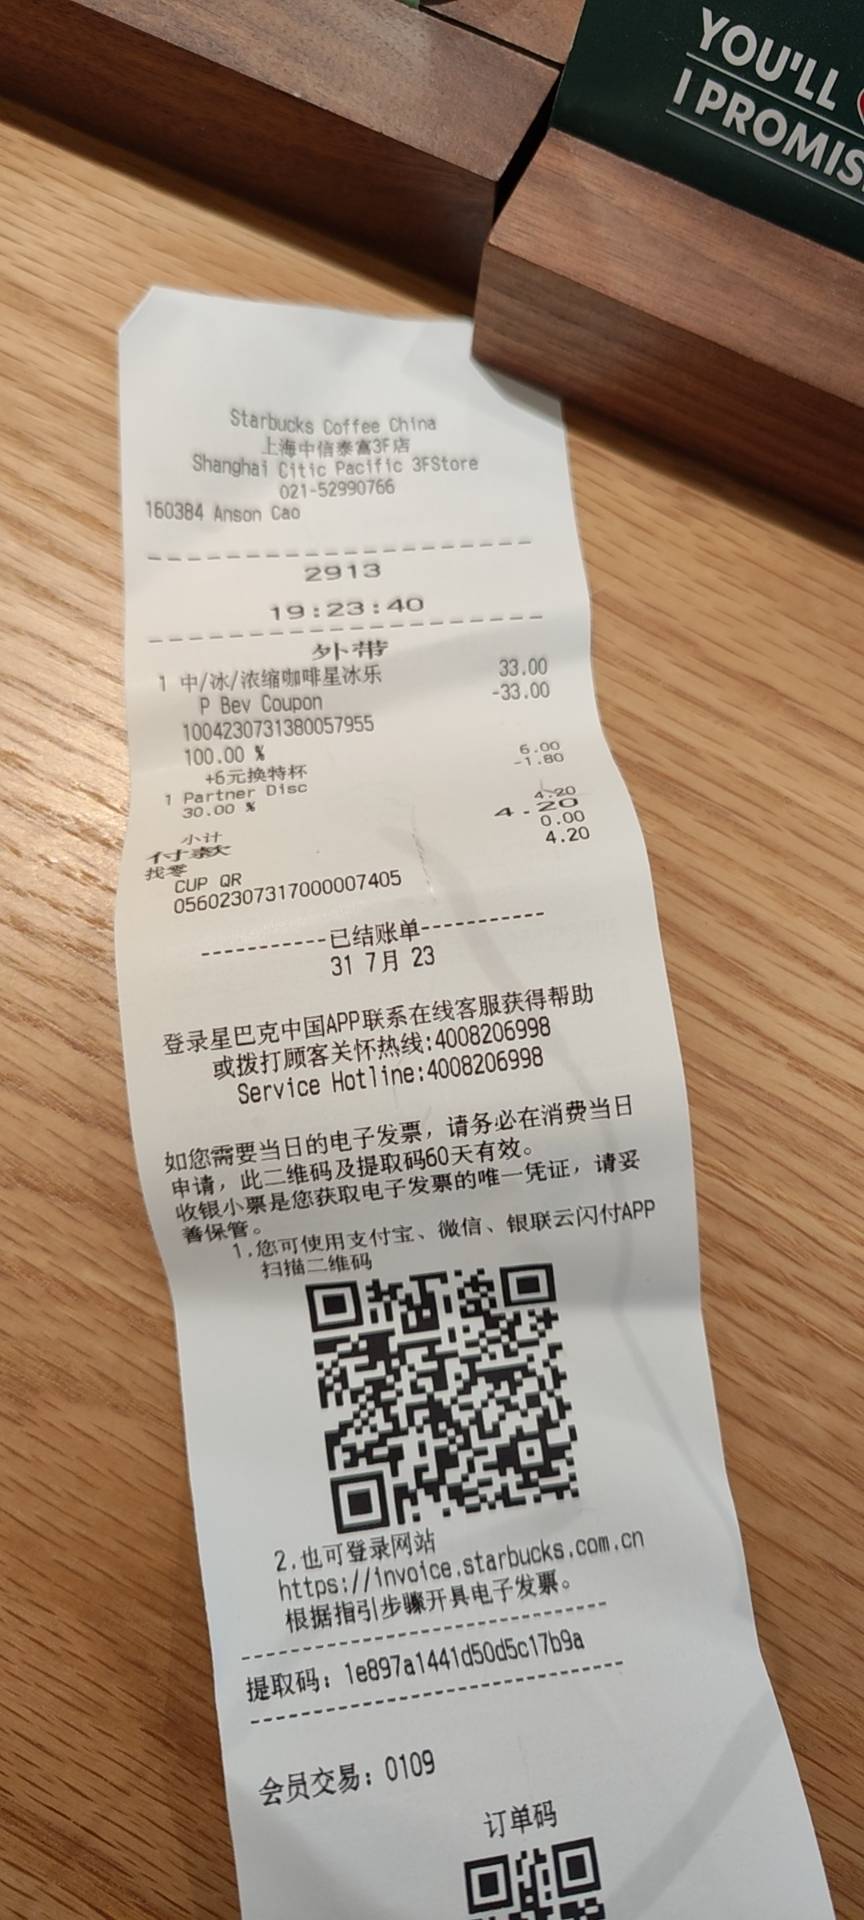 YOU'LL
I PROMIS
Starbucks Coffee China
上海中信泰富3F店
Shanghai Citic Pacific 3FStore
021-52990766
160384 Anson Cao
2913
19:23:40
外带
1 中/冰/浓缩咖啡星冰乐 33.00
P Bev Coupon -33.00
1004230731380057955
100.00 %
+6元换特杯 6.00
1 Partner Disc -1.80
30.00 %
小计 4.20
付款 4.20
找零 0.00
CUP QR 4.20
05602307317000007405
-----------已结账单-----------
31 7月 23
登录星巴克中国APP联系在线客服获得帮助
或拨打顾客关怀热线:4008206998
Service Hotline:4008206998
如您需要当日的电子发票，请务必在消费当日
申请，此二维码及提取码60天有效。
收银小票是您获取电子发票的唯一凭证，请妥
善保管。
1.您可使用支付宝、微信、银联云闪付APP
扫描二维码
2.也可登录网站
https://invoice.starbucks.com.cn
根据指引步骤开具电子发票。
提取码：1e897a1441d50d5c17b9a
会员交易：0109
订单码